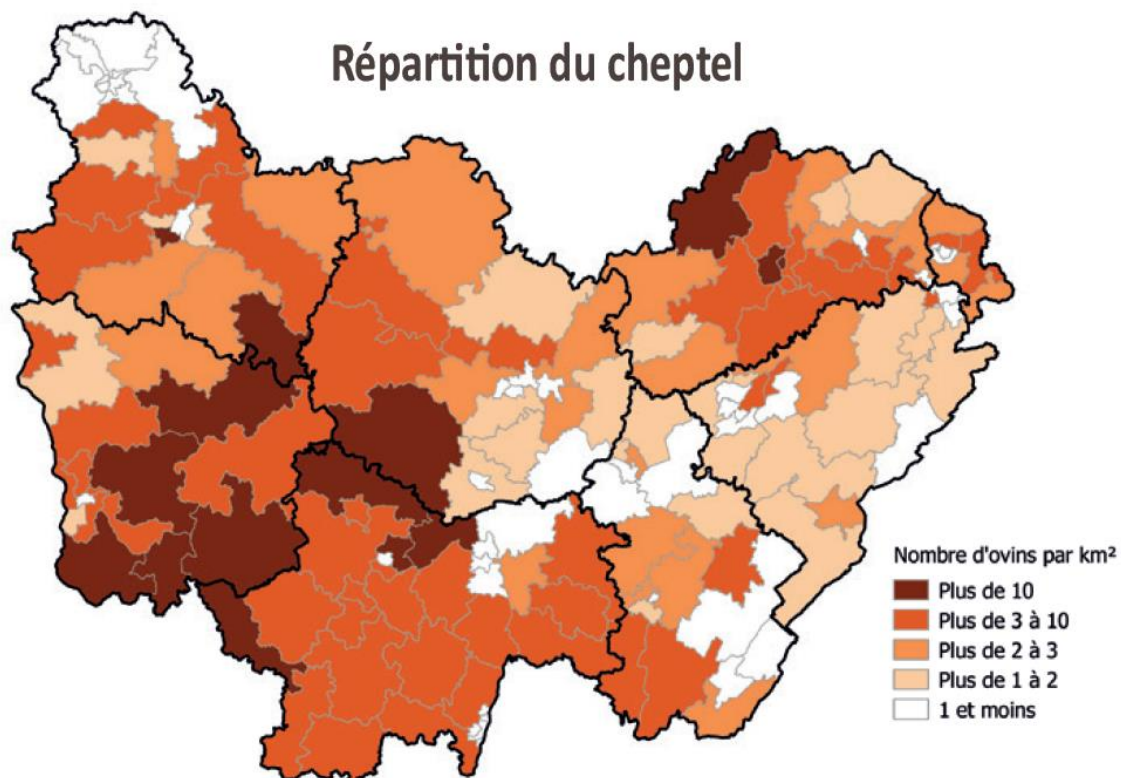 Répartition du cheptel
Nombre d'ovins par km²
Plus de 10
Plus de 3 à 10
Plus de 2 à 3
Plus de 1 à 2
1 et moins